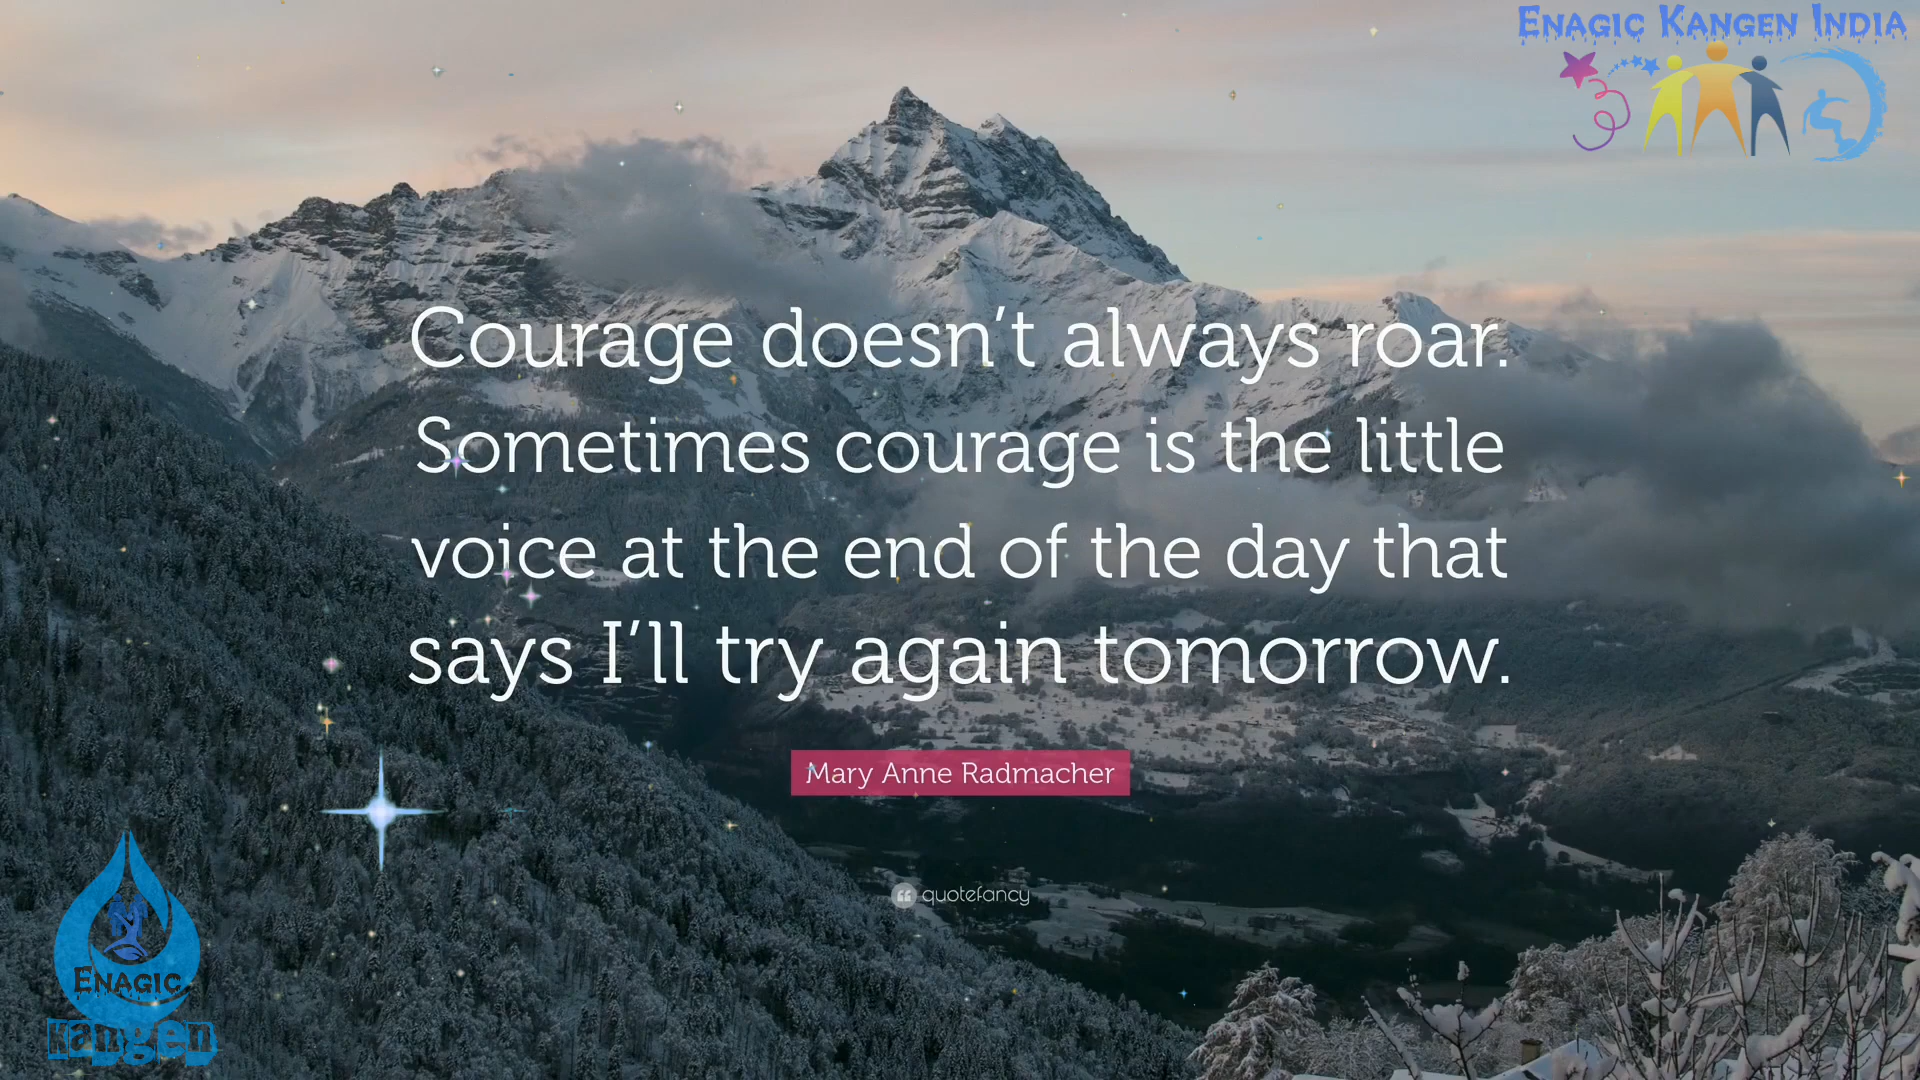 Enagic Kangen India
Courage doesn’t always roar.
Sometimes courage is the little
voice at the end of the day that
says I’ll try again tomorrow.
Mary Anne Radmacher
quotefancy
Enagic
kangen